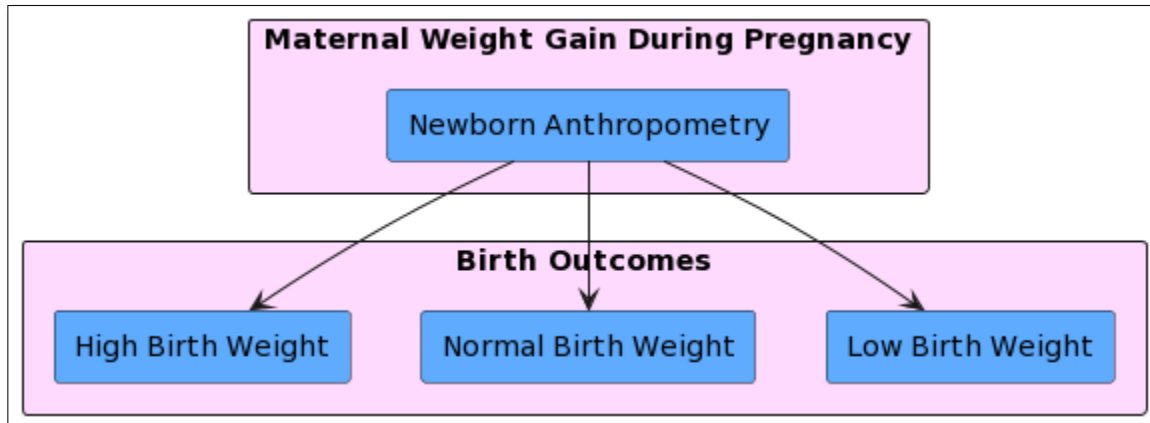 Maternal Weight Gain During Pregnancy
Newborn Anthropometry
Birth Outcomes
High Birth Weight
Normal Birth Weight
Low Birth Weight